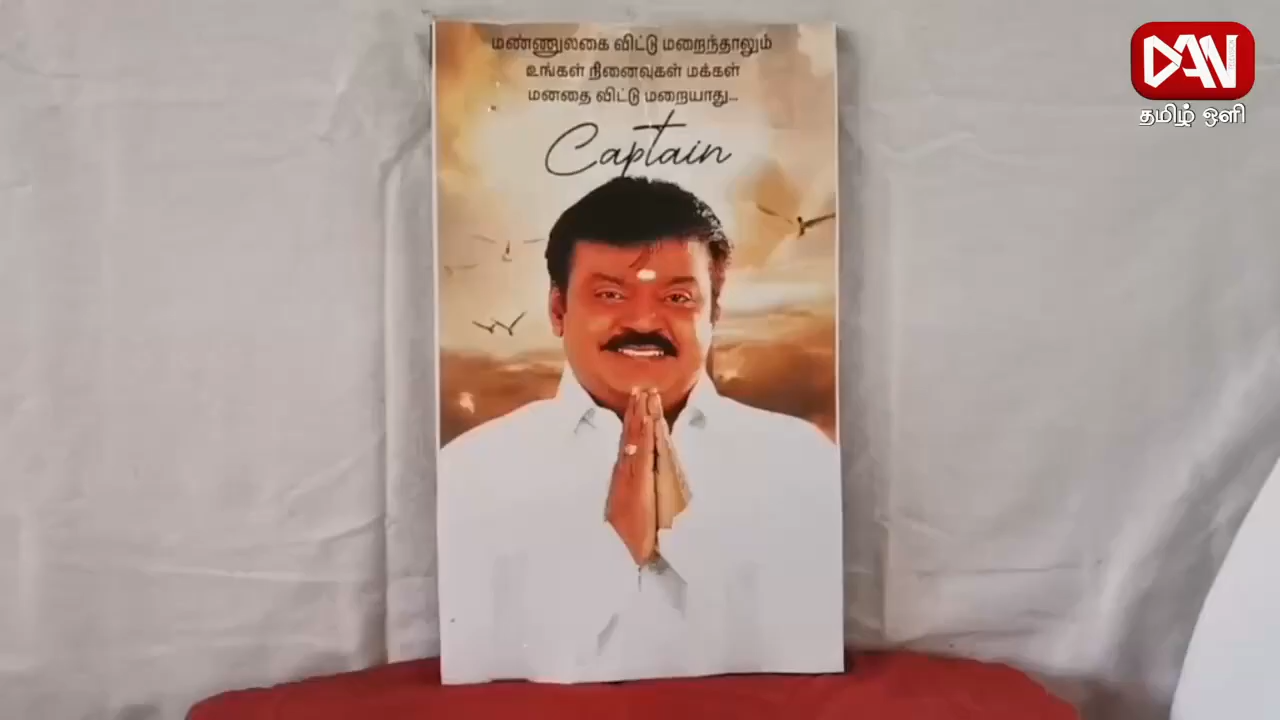 மண்ணுலகை விட்டு மறைந்தாலும்
உங்கள் நினைவுகள் மக்கள்
மனதை விட்டு மறையாது...
Captain
DAN
தமிழ் ஒளி